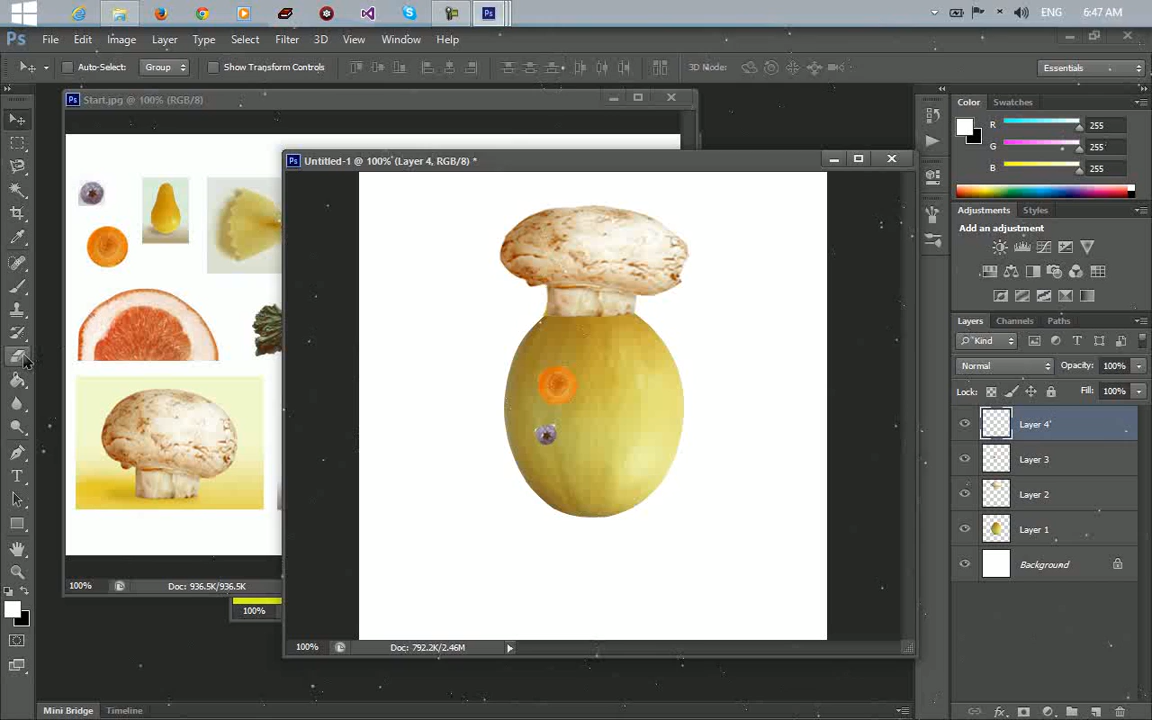 ENG
6:47 AM
Ps File Edit Image Layer Type Select Filter 3D View Window Help
Auto-Select: Group Show Transform Controls 3D Mode: Essentials
Ps Start.jpg @ 100% (RGB/8)
Ps Untitled-1 @ 100% (Layer 4, RGB/8) *
Color Swatches
R 255
G 255
B 255
Adjustments Styles
Add an adjustment
Layers Channels Paths
Kind
Normal Opacity: 100%
Lock: Fill: 100%
Layer 4
Layer 3
Layer 2
Layer 1
Background
T
100% Doc: 936.5K/936.5K
100%
100% Doc: 792.2K/2.46M
Mini Bridge Timeline
fx